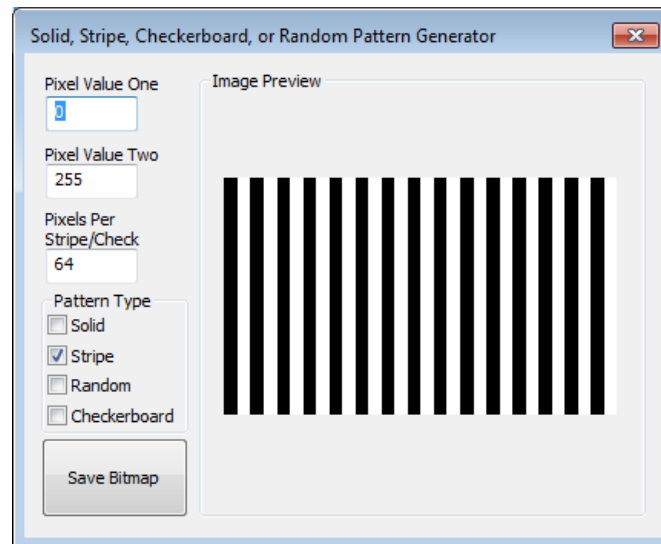 Solid, Stripe, Checkerboard, or Random Pattern Generator
Pixel Value One
0
Pixel Value Two
255
Pixels Per
Stripe/Check
64
Pattern Type
Solid
Stripe
Random
Checkerboard
Save Bitmap
Image Preview